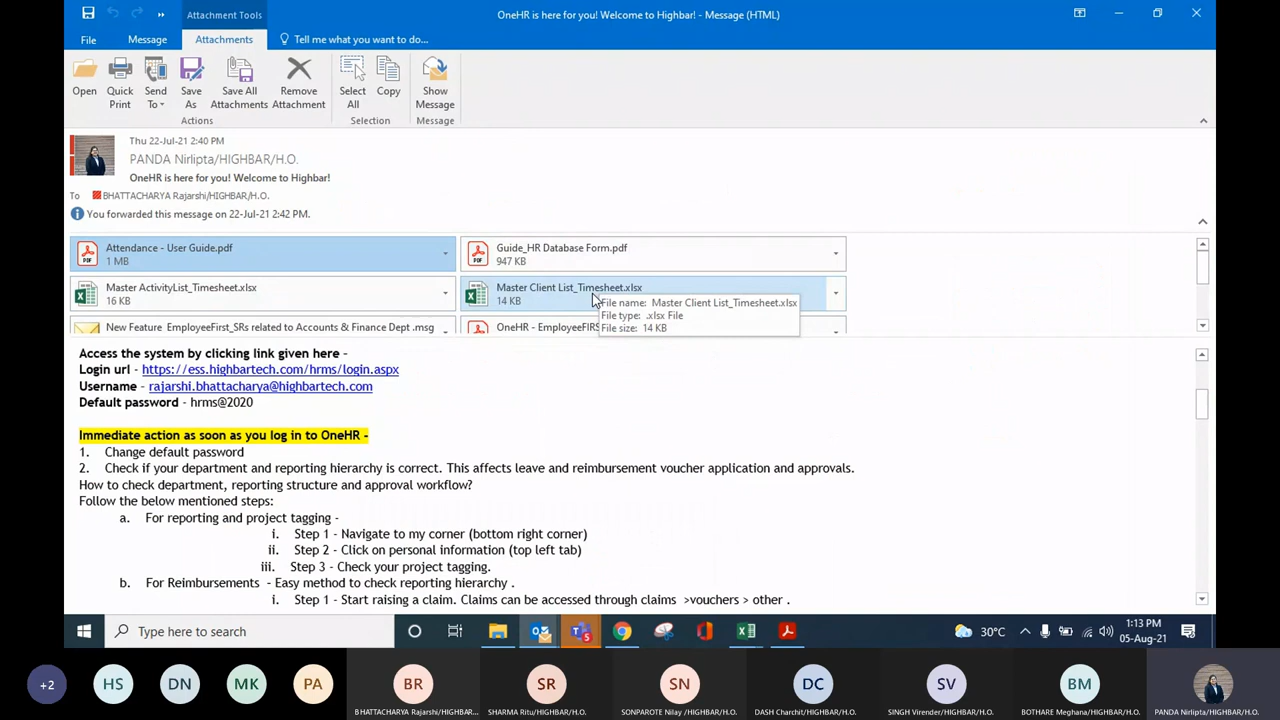 Attachment Tools
OneHR is here for you! Welcome to Highbar! - Message (HTML)
File
Message
Attachments
Tell me what you want to do...
Open
Quick Print
Send To
Save As
Save All Attachments
Remove Attachment
Select All
Copy
Show Message
Actions
Selection
Message
Thu 22-Jul-21 2:40 PM
PANDA Nirlipta/HIGHBAR/H.O.
OneHR is here for you! Welcome to Highbar!
To BHATTACHARYA Rajarshi/HIGHBAR/H.O.
You forwarded this message on 22-Jul-21 2:42 PM.
PDF
Attendance - User Guide.pdf
1 MB
PDF
Guide_HR Database Form.pdf
947 KB
Master ActivityList_Timesheet.xlsx
16 KB
Master Client List_Timesheet.xlsx
14 KB
File name: Master Client List_Timesheet.xlsx
File type: .xlsx File
File size: 14 KB
New Feature EmployeeFirst_SRs related to Accounts & Finance Dept .msg
OneHR - EmployeeFIRS
Access the system by clicking link given here –
Login url - https://ess.highbartech.com/hrms/login.aspx
Username – rajarshi.bhattacharya@highbartech.com
Default password - hrms@2020
Immediate action as soon as you log in to OneHR -
1. Change default password
2. Check if your department and reporting hierarchy is correct. This affects leave and reimbursement voucher application and approvals.
How to check department, reporting structure and approval workflow?
Follow the below mentioned steps:
a. For reporting and project tagging -
i. Step 1 - Navigate to my corner (bottom right corner)
ii. Step 2 - Click on personal information (top left tab)
iii. Step 3 - Check your project tagging.
b. For Reimbursements - Easy method to check reporting hierarchy .
i. Step 1 - Start raising a claim. Claims can be accessed through claims >vouchers > other .
Type here to search
30°C
1:13 PM
05-Aug-21
+2
HS
DN
MK
PA
BR
SR
SN
DC
SV
BM
BHATTACHARYA Rajarshi/HIGHBAR...
SHARMA Ritu/HIGHBAR/H.O.
SONPAROTE Nilay /HIGHBAR/H.O.
DASH Charchit/HIGHBAR/H.O.
SINGH Virender/HIGHBAR/H.O.
BOTHARE Meghana/HIGHBAR/H.O.
PANDA Nirlipta/HIGHBAR/H.O.